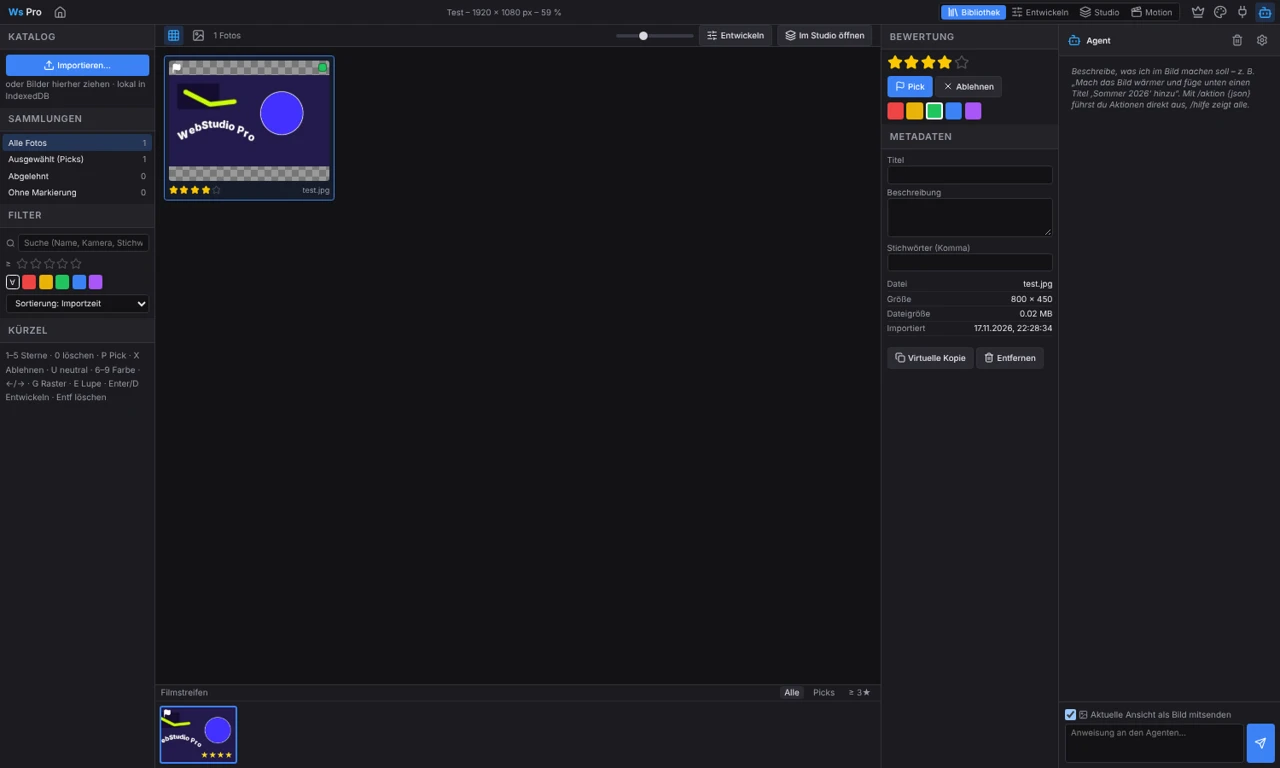 Ws Pro
Test – 1920 × 1080 px – 59 %
Bibliothek
Entwickeln
Studio
Motion
KATALOG
Importieren...
oder Bilder hierher ziehen · lokal in
IndexedDB
SAMMLUNGEN
Alle Fotos 1
Ausgewählt (Picks) 1
Abgelehnt 0
Ohne Markierung 0
FILTER
Suche (Name, Kamera, Stichw
≥
∀
Sortierung: Importzeit
KÜRZEL
1–5 Sterne · 0 löschen · P Pick · X
Ablehnen · U neutral · 6–9 Farbe ·
←/→ · G Raster · E Lupe · Enter/D
Entwickeln · Entf löschen
1 Fotos
Entwickeln
Im Studio öffnen
WebStudio Pro
test.jpg
Filmstreifen
Alle
Picks
≥ 3★
ebStudio Pro
BEWERTUNG
Pick
Ablehnen
METADATEN
Titel
Beschreibung
Stichwörter (Komma)
Datei test.jpg
Größe 800 × 450
Dateigröße 0.02 MB
Importiert 17.11.2026, 22:28:34
Virtuelle Kopie
Entfernen
Agent
Beschreibe, was ich im Bild machen soll – z. B.
„Mach das Bild wärmer und füge unten einen
Titel ‚Sommer 2026' hinzu“. Mit /aktion {json}
führst du Aktionen direkt aus, /hilfe zeigt alle.
Aktuelle Ansicht als Bild mitsenden
Anweisung an den Agenten...